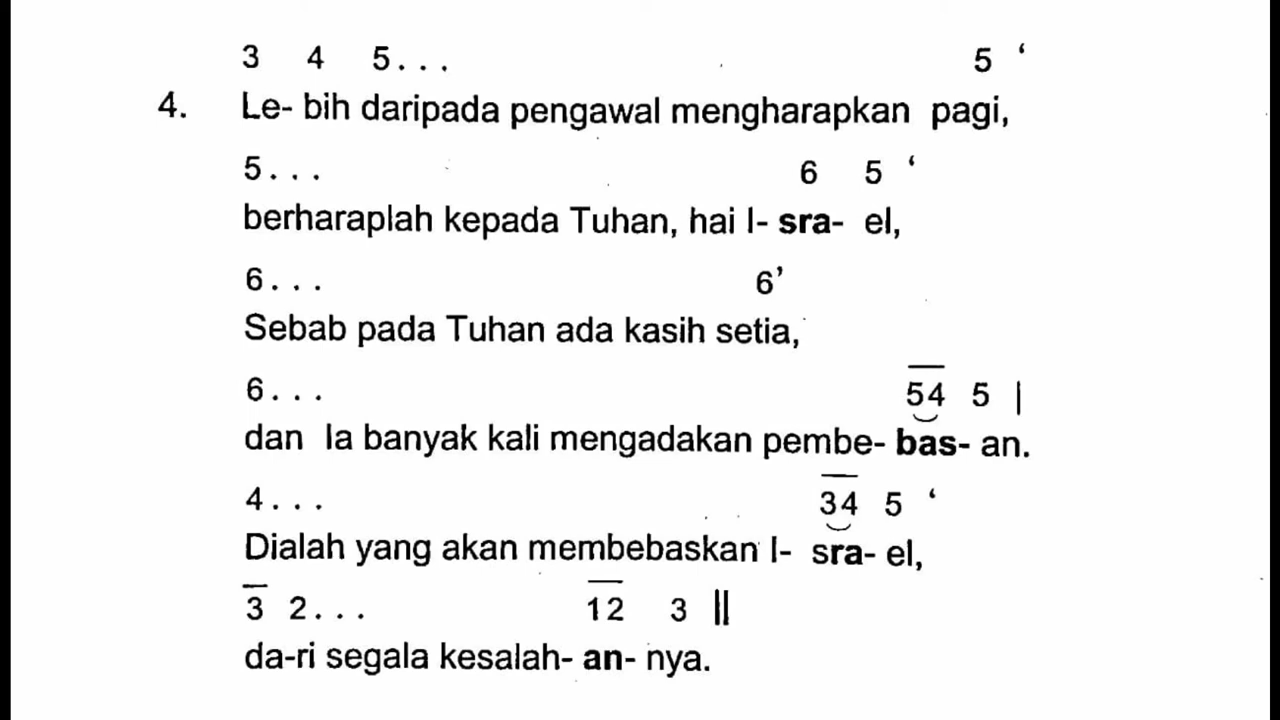 3 4 5... 5 ‘
4. Le- bih daripada pengawal mengharapkan pagi,
5... 6 5 ‘
berharaplah kepada Tuhan, hai I- sra- el,
6... 6’
Sebab pada Tuhan ada kasih setia,
6... 54 5 |
dan Ia banyak kali mengadakan pembe- bas- an.
4... 34 5 ‘
Dialah yang akan membebaskan I- sra- el,
3 2... 12 3 ||
da-ri segala kesalah- an- nya.